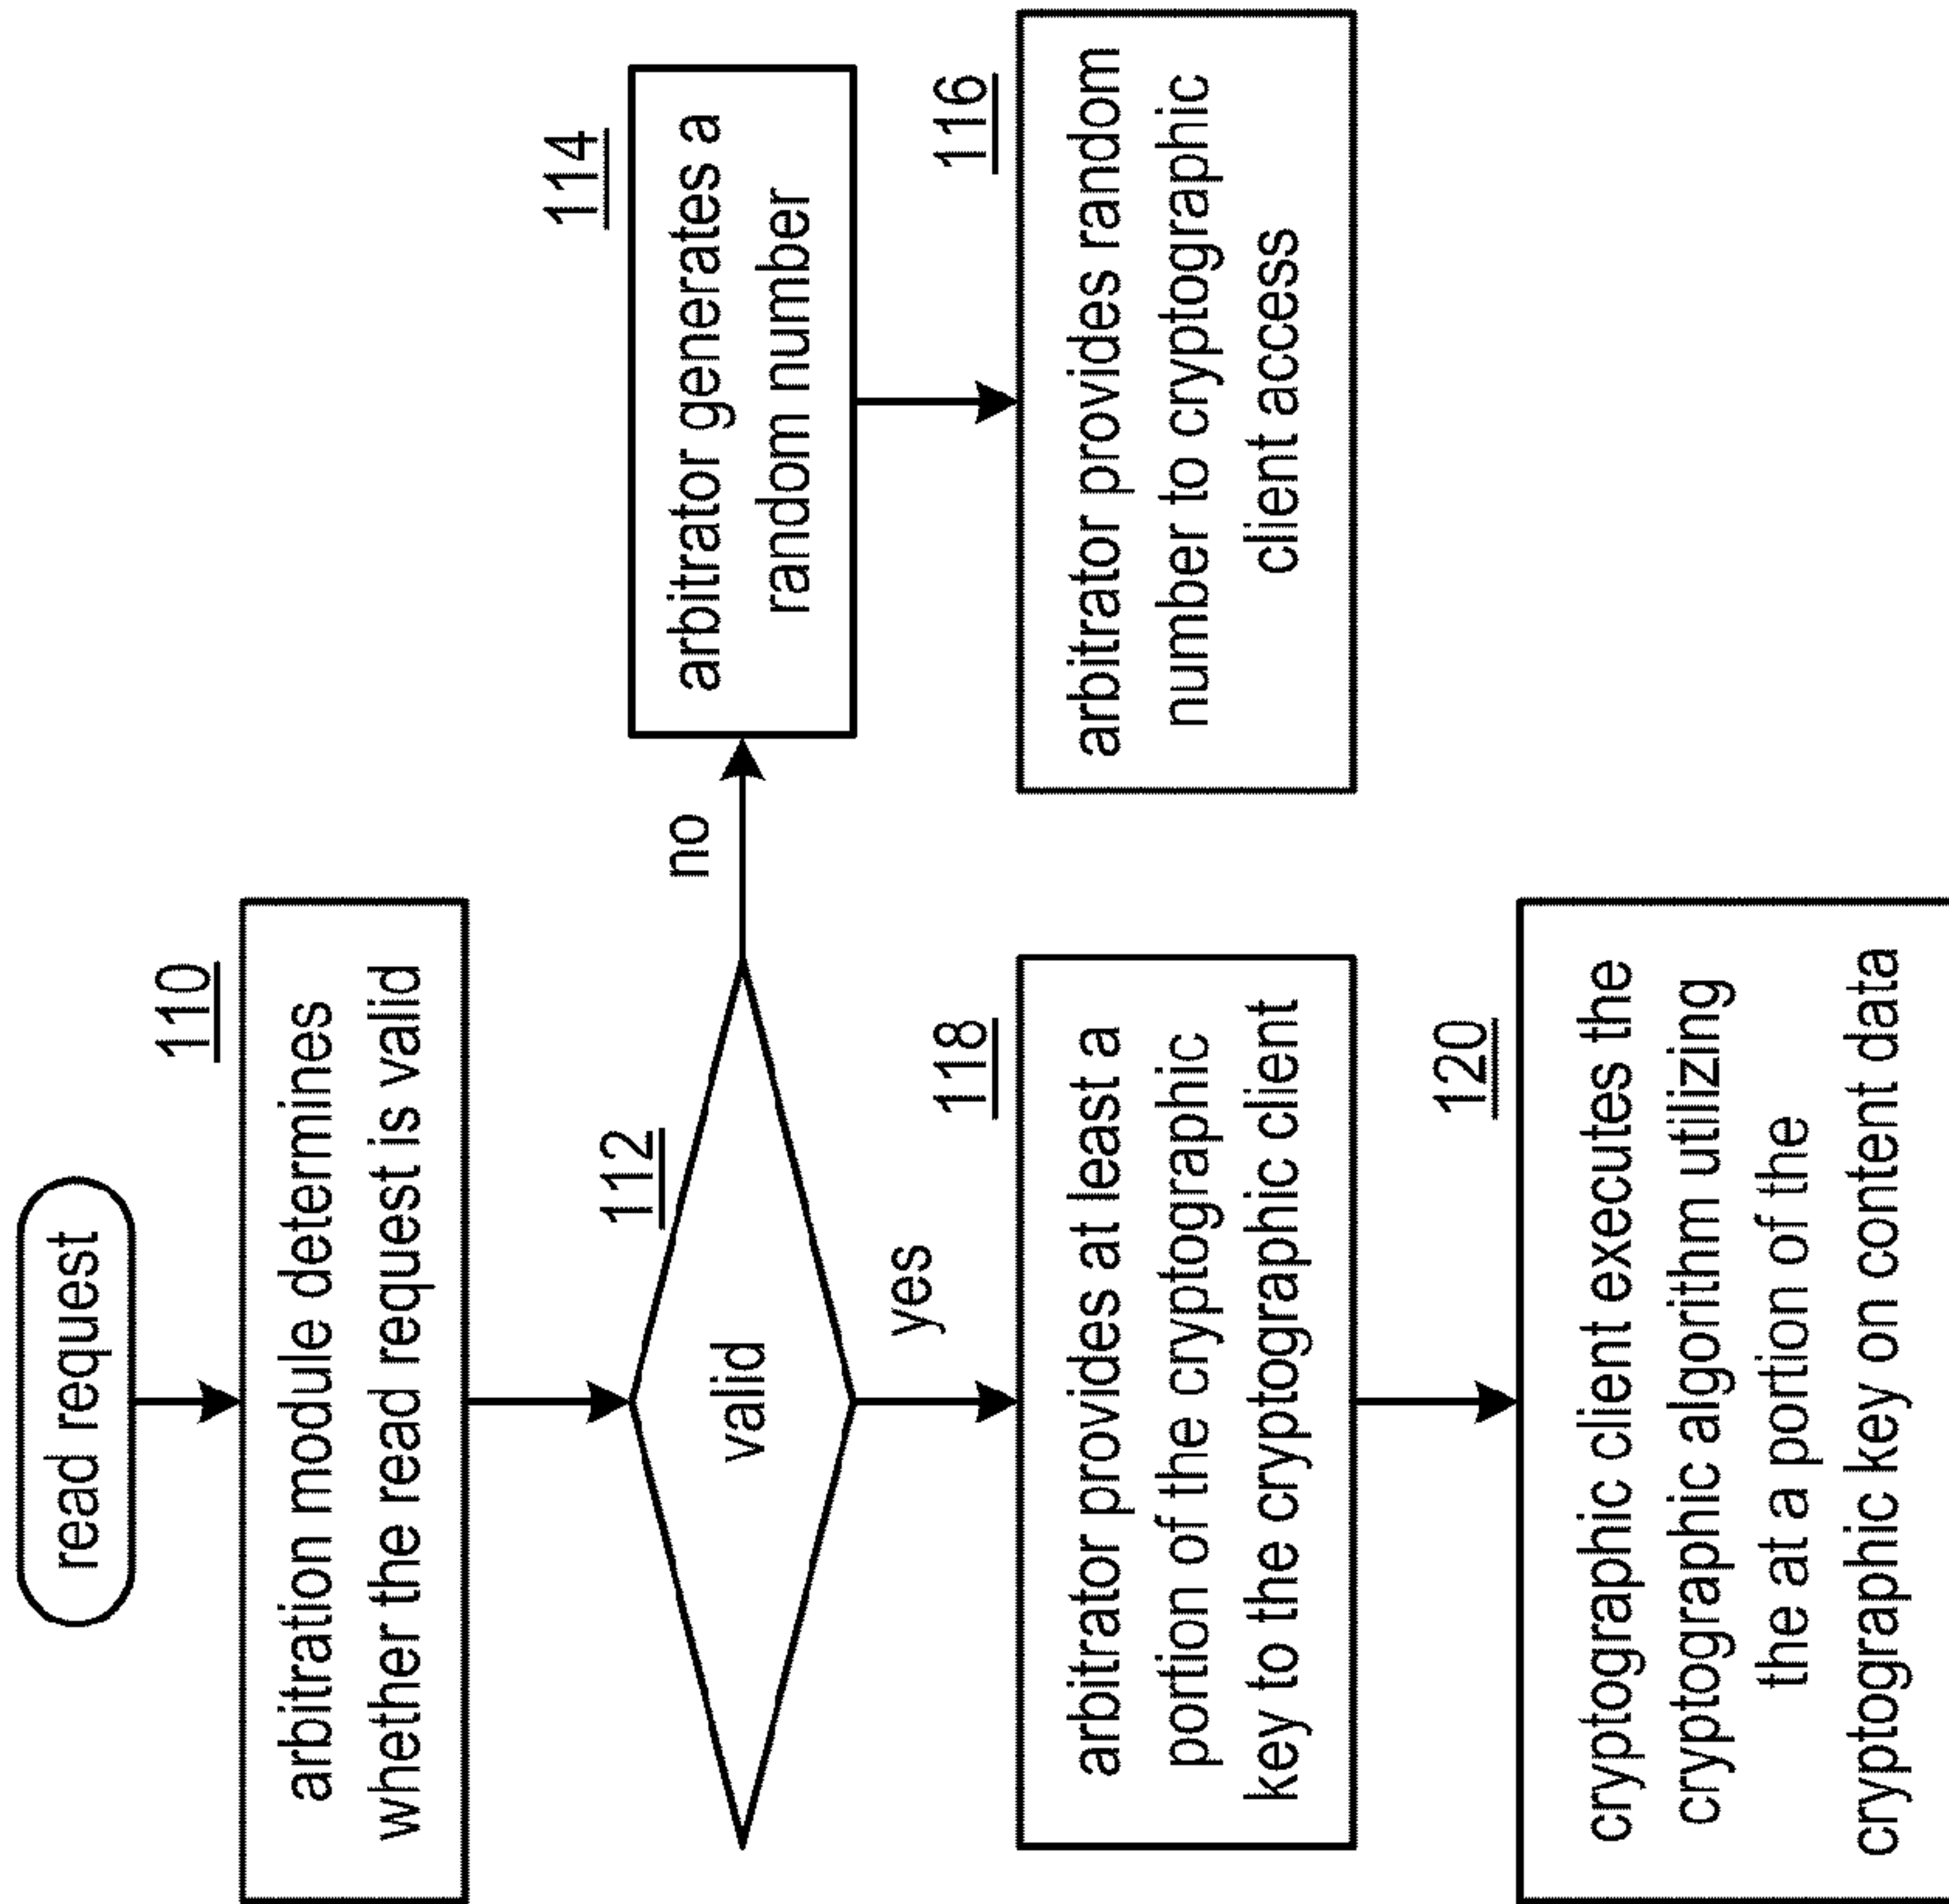 read request
110
arbitration module determines
whether the read request is valid
112
valid
no
114
arbitrator generates a
random number
116
arbitrator provides random
number to cryptographic
client access
yes
118
arbitrator provides at least a
portion of the cryptographic
key to the cryptographic client
120
cryptographic client executes the
cryptographic algorithm utilizing
the at a portion of the
cryptographic key on content data